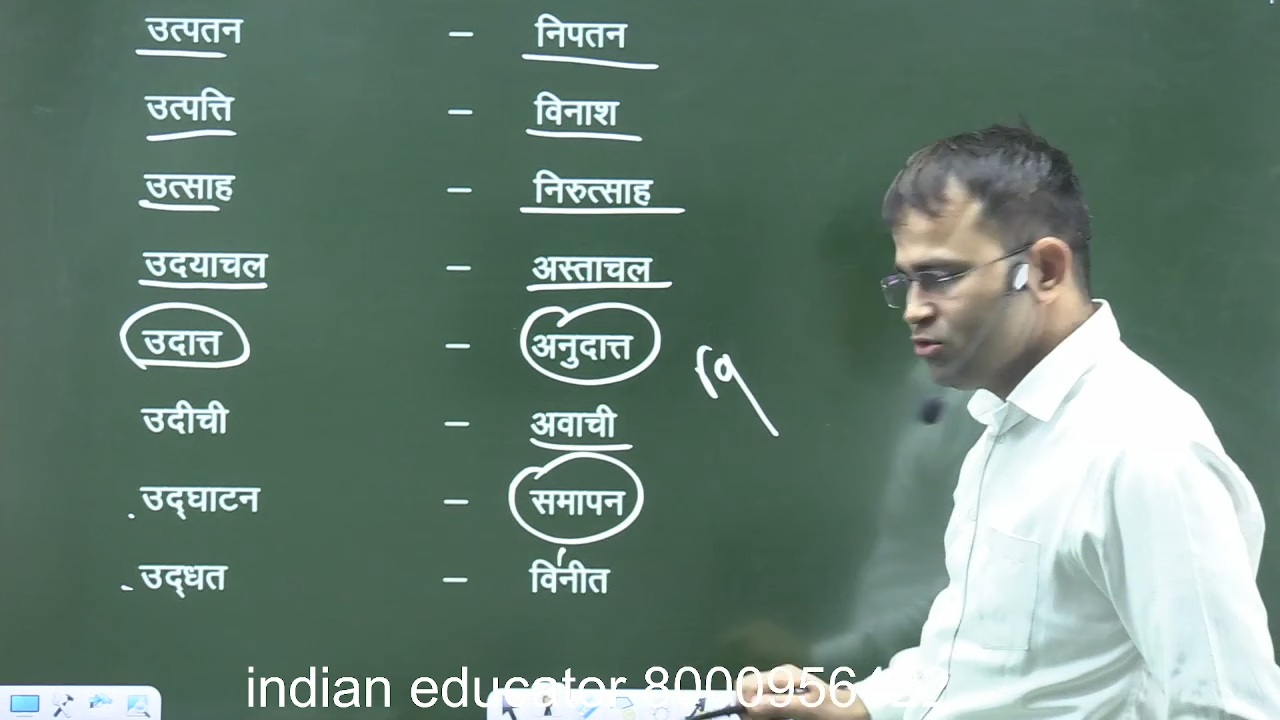 उत्पतन – निपतन
उत्पत्ति – विनाश
उत्साह – निरुत्साह
उदयाचल – अस्ताचल
उदात्त – अनुदात्त
उदीची – अवाची
उद्घाटन – समापन
उद्धत – विनीत
indian educator